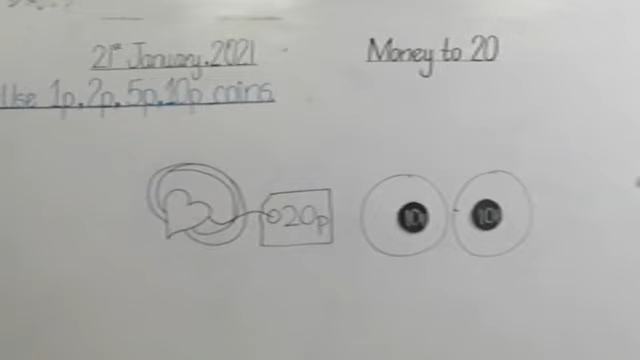 21st January, 2021
Money to 20
Use 1p, 2p, 5p, 10p coins
20p
10
10